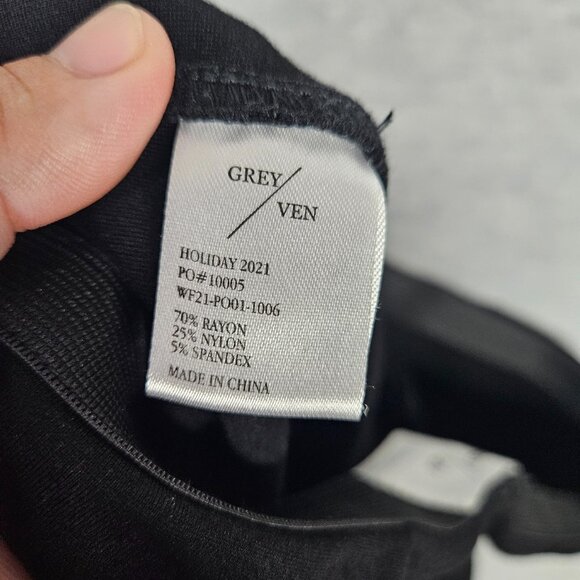 GREY/
VEN
HOLIDAY 2021
PO#10005
WF21-PO01-1006
70% RAYON
25% NYLON
5% SPANDEX
MADE IN CHINA